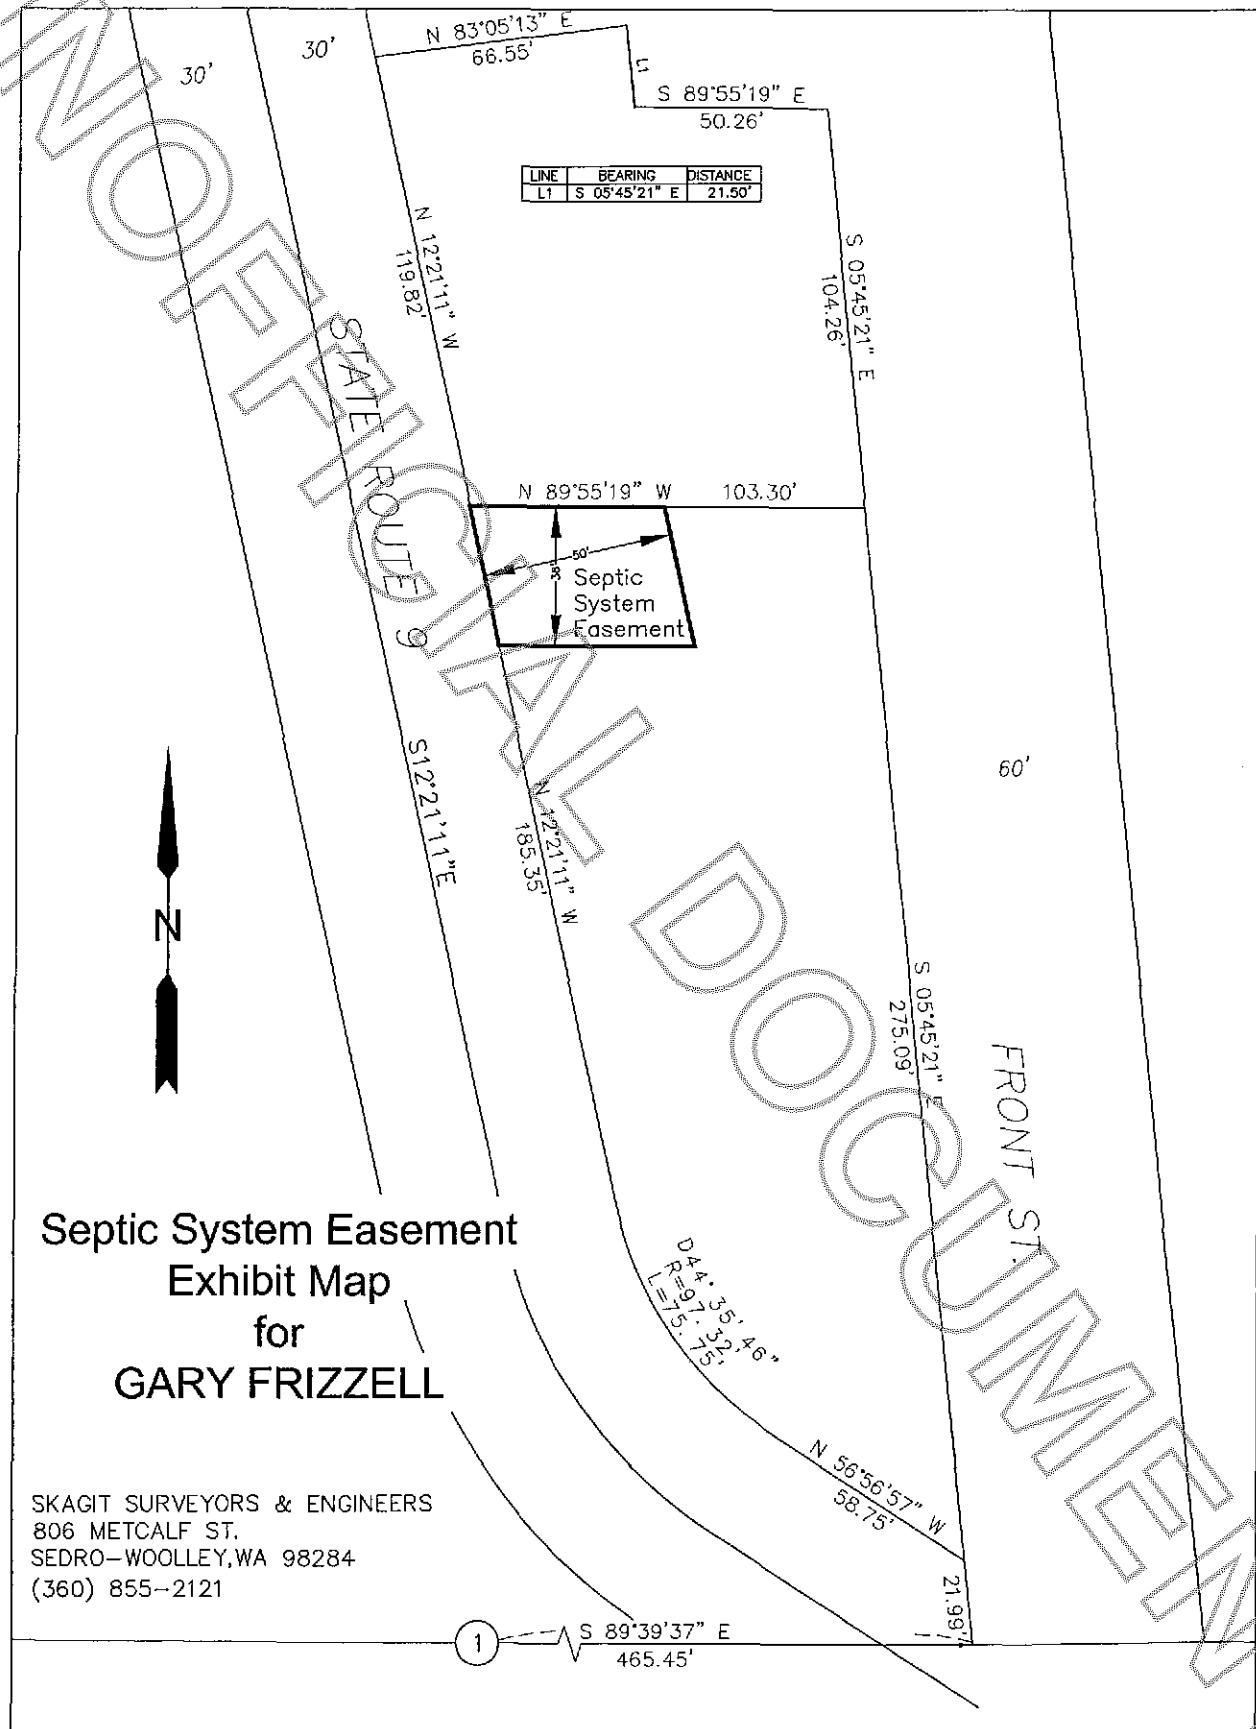 UNOFFICIAL DOCUMEN
30'
30'
N 83°05'13" E
66.55'
L1
S 89°55'19" E
50.26'
LINE BEARING DISTANCE
L1 S 05°45'21" E 21.50'
N 12°21'11" W
119.82'
S 05°45'21" E
104.26'
STATE ROUTE 9
N 89°55'19" W 103.30'
50'
38'
Septic
System
Easement
S12°21'11"E
N 12°21'11" W
185.35'
60'
N
S 05°45'21" E
275.09'
FRONT ST.
Septic System Easement
Exhibit Map
for
GARY FRIZZELL
D44° 35' 46"
R=97. 32'
L=75. 75'
N 56°56'57" W
58.75'
SKAGIT SURVEYORS & ENGINEERS
806 METCALF ST.
SEDRO-WOOLLEY,WA 98284
(360) 855-2121
21.99'
1
S 89°39'37" E
465.45'